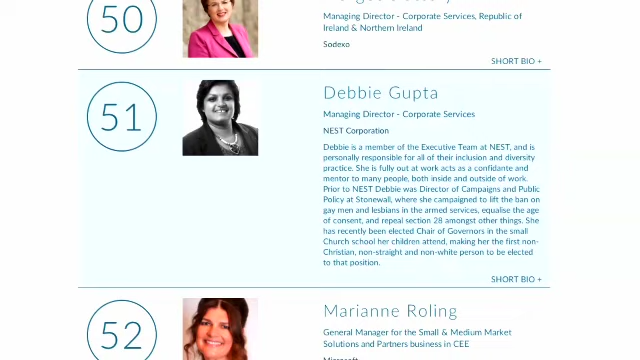 50
Managing Director - Corporate Services, Republic of
Ireland & Northern Ireland
Sodexo
SHORT BIO +
51
Debbie Gupta
Managing Director - Corporate Services
NEST Corporation
Debbie is a member of the Executive Team at NEST, and is
personally responsible for all of their inclusion and diversity
practice. She is fully out at work acts as a confidante and
mentor to many people, both inside and outside of work.
Prior to NEST Debbie was Director of Campaigns and Public
Policy at Stonewall, where she campaigned to lift the ban on
gay men and lesbians in the armed services, equalise the age
of consent, and repeal section 28 amongst other things. She
has recently been elected Chair of Governors in the small
Church school her children attend, making her the first non-
Christian, non-straight and non-white person to be elected
to that position.
SHORT BIO +
52
Marianne Roling
General Manager for the Small & Medium Market
Solutions and Partners business in CEE